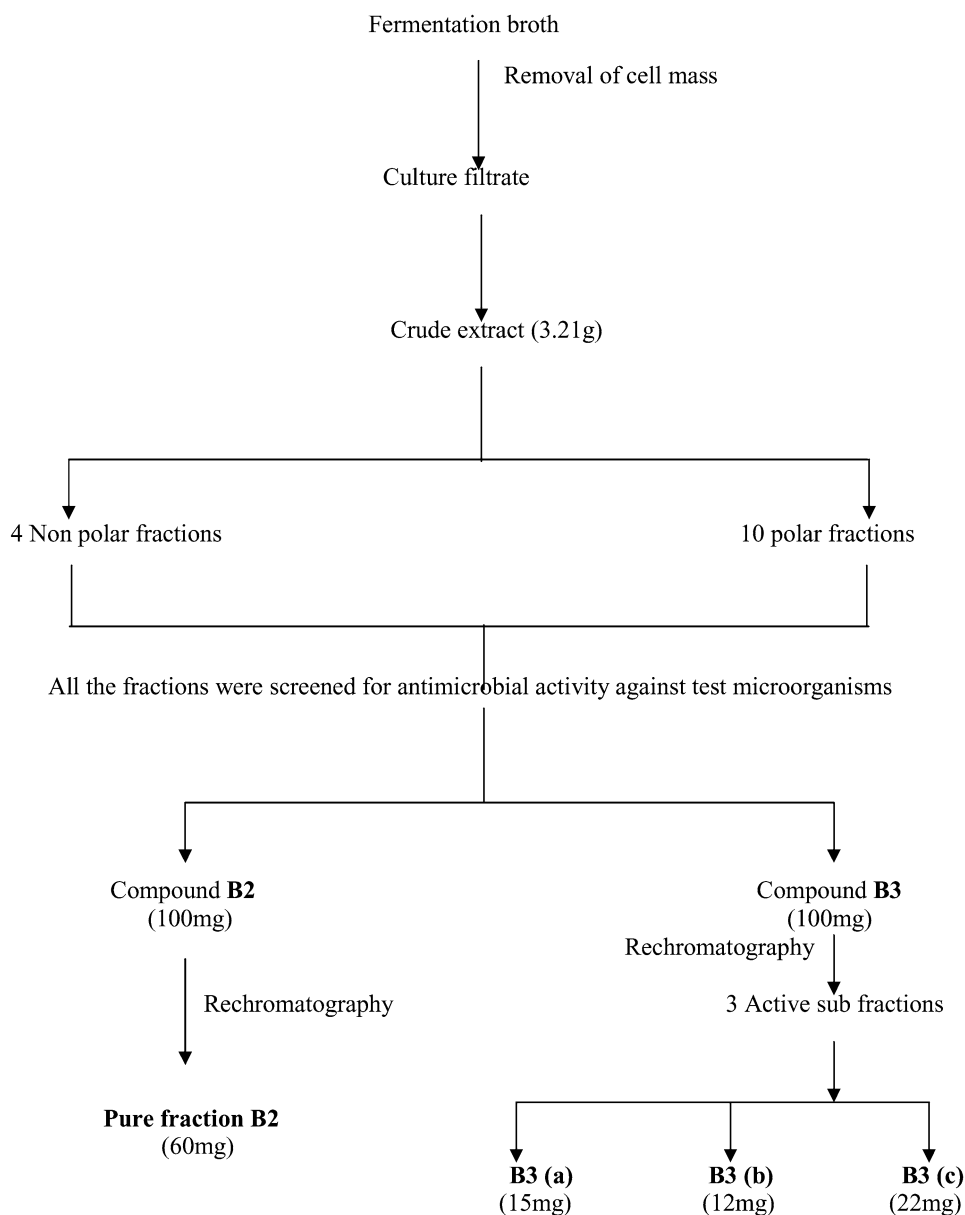 Fermentation broth
Removal of cell mass
Culture filtrate
Crude extract (3.21g)
4 Non polar fractions
10 polar fractions
All the fractions were screened for antimicrobial activity against test microorganisms
Compound B2
(100mg)
Compound B3
(100mg)
Rechromatography
Rechromatography
3 Active sub fractions
Pure fraction B2
(60mg)
B3 (a)
(15mg)
B3 (b)
(12mg)
B3 (c)
(22mg)